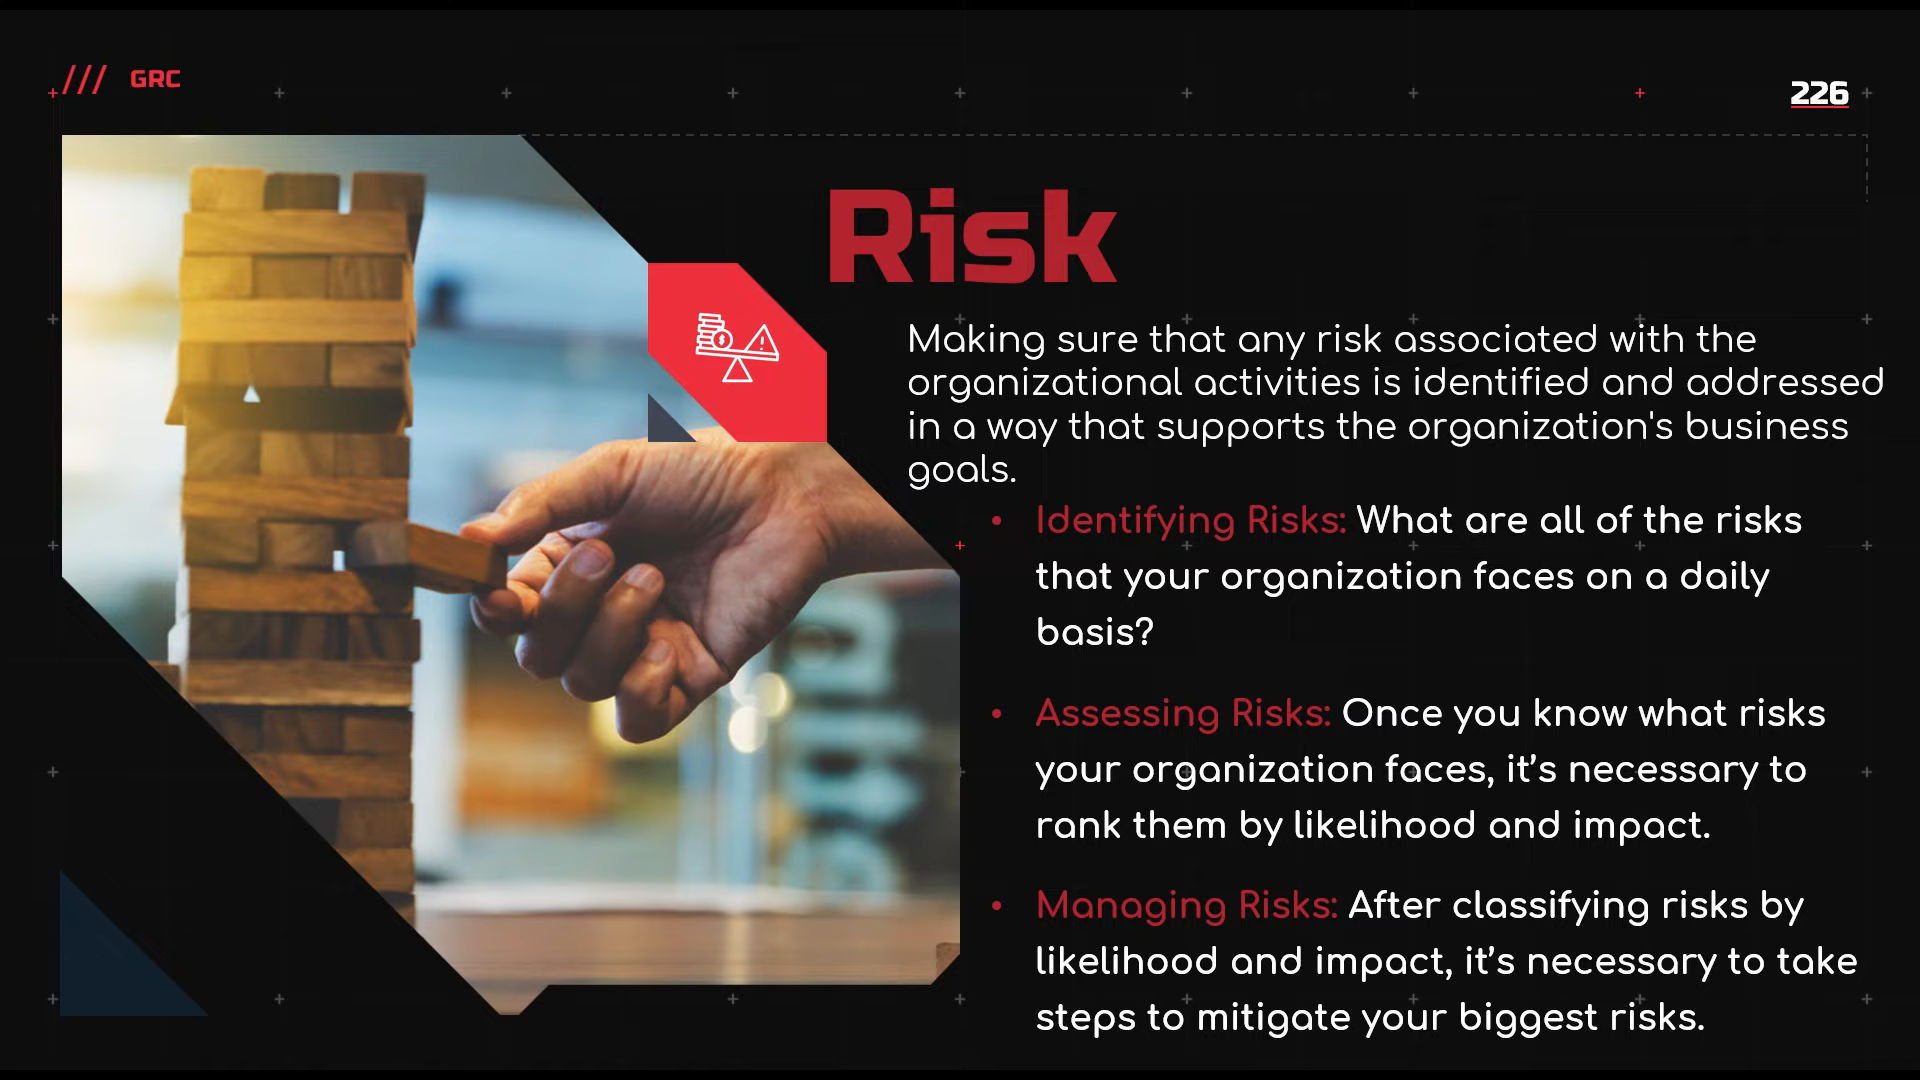 /// GRC
226
Risk
Making sure that any risk associated with the
organizational activities is identified and addressed
in a way that supports the organization's business
goals.
• Identifying Risks: What are all of the risks
that your organization faces on a daily
basis?
• Assessing Risks: Once you know what risks
your organization faces, it’s necessary to
rank them by likelihood and impact.
• Managing Risks: After classifying risks by
likelihood and impact, it’s necessary to take
steps to mitigate your biggest risks.